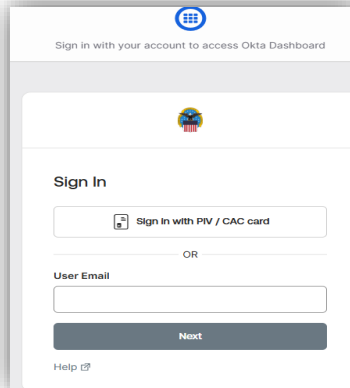 Sign in with your account to access Okta Dashboard
Sign In
Sign in with PIV / CAC card
OR
User Email
Next
Help